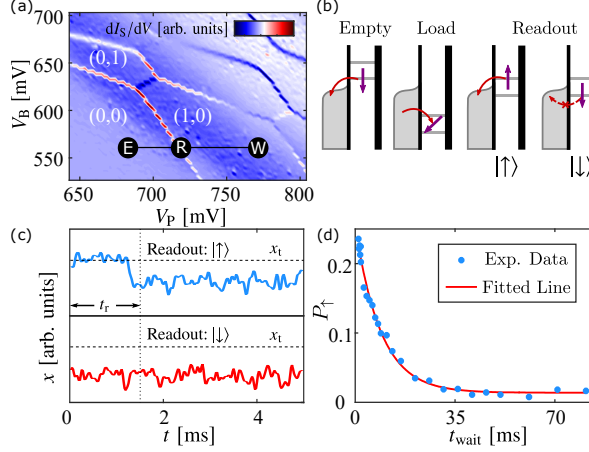 (a)
dI_S/dV [arb. units]
(0,1)
(0,0)
(1,0)
E
R
W
700
650
600
550
V_B [mV]
650
700
750
800
V_P [mV]
(b)
Empty
Load
Readout
|↑⟩
|↓⟩
(c)
Readout: |↑⟩
x_t
t_r
Readout: |↓⟩
x_t
x [arb. units]
0
2
4
t [ms]
(d)
Exp. Data
Fitted Line
0.2
0.1
0
P_↑
0
35
70
t_wait [ms]